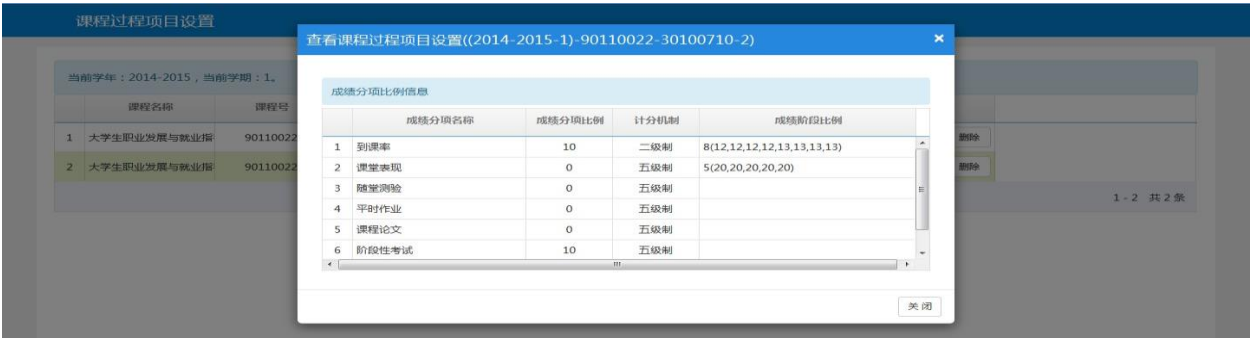 课程过程项目设置
查看课程过程项目设置((2014-2015-1)-90110022-30100710-2) ×
当前学年：2014-2015，当前学期：1。
课程名称 课程号
1 大学生职业发展与就业指 90110022 删除
2 大学生职业发展与就业指 90110022 删除
1 - 2 共 2 条
成绩分项比例信息
成绩分项名称 成绩分项比例 计分机制 成绩阶段比例
1 到课率 10 二级制 8(12,12,12,12,13,13,13,13)
2 课堂表现 0 五级制 5(20,20,20,20,20)
3 随堂测验 0 五级制
4 平时作业 0 五级制
5 课程论文 0 五级制
6 阶段性考试 10 五级制
关 闭